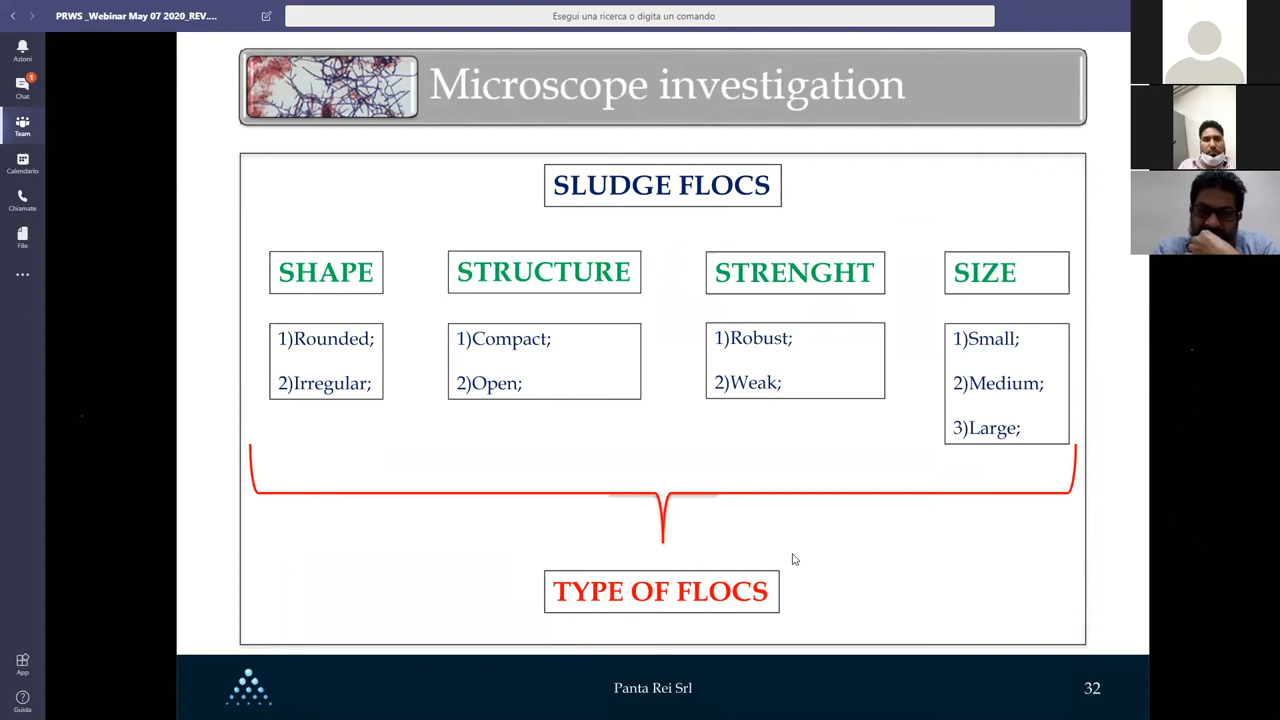 PRWS _Webinar May 07 2020_REV....
Esegui una ricerca o digita un comando
Azioni
1
Chat
Team
Calendario
Chiamate
File
App
Guida
Microscope investigation
SLUDGE FLOCS
SHAPE
1)Rounded;
2)Irregular;
STRUCTURE
1)Compact;
2)Open;
STRENGHT
1)Robust;
2)Weak;
SIZE
1)Small;
2)Medium;
3)Large;
TYPE OF FLOCS
Panta Rei Srl
32